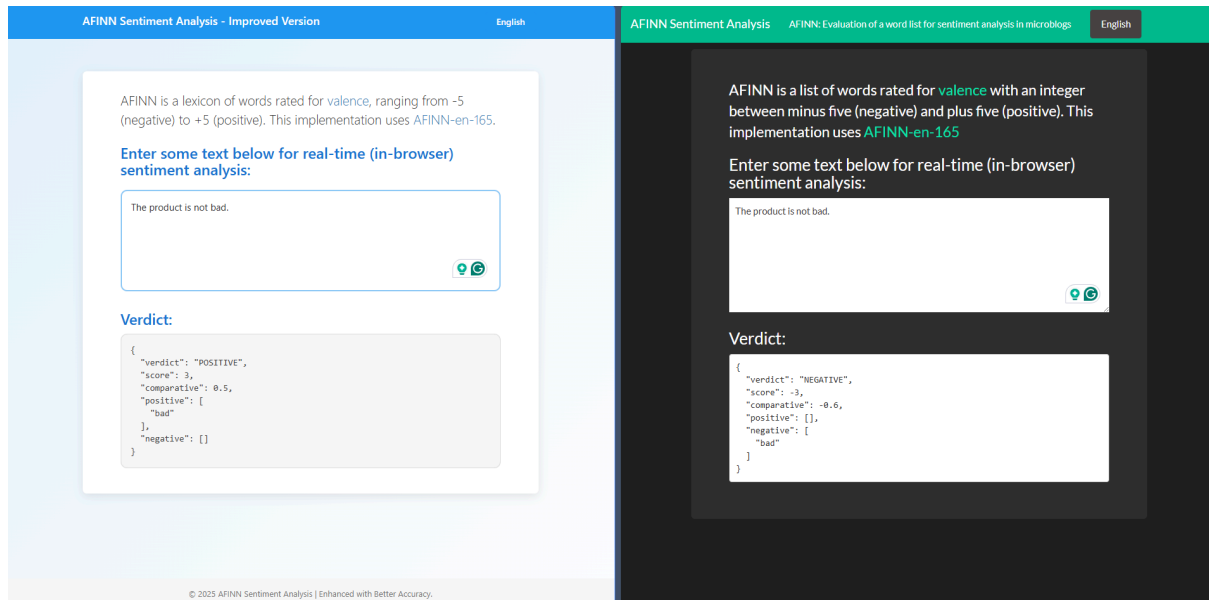 AFINN Sentiment Analysis - Improved Version
English
AFINN is a lexicon of words rated for valence, ranging from -5
(negative) to +5 (positive). This implementation uses AFINN-en-165.
Enter some text below for real-time (in-browser)
sentiment analysis:
The product is not bad.
Verdict:
{
"verdict": "POSITIVE",
"score": 3,
"comparative": 0.5,
"positive": [
"bad"
],
"negative": []
}
© 2025 AFINN Sentiment Analysis | Enhanced with Better Accuracy.
AFINN Sentiment Analysis
AFINN: Evaluation of a word list for sentiment analysis in microblogs
English
AFINN is a list of words rated for valence with an integer
between minus five (negative) and plus five (positive). This
implementation uses AFINN-en-165
Enter some text below for real-time (in-browser)
sentiment analysis:
The product is not bad.
Verdict:
{
"verdict": "NEGATIVE",
"score": -3,
"comparative": -0.6,
"positive": [],
"negative": [
"bad"
]
}